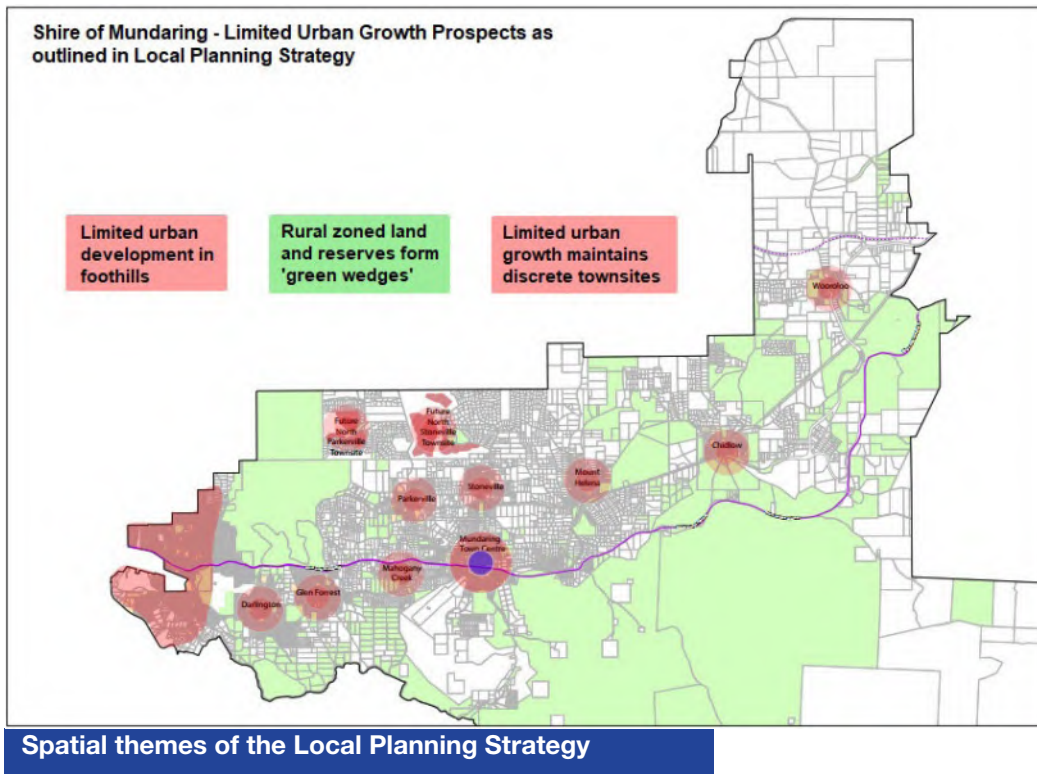 Shire of Mundaring - Limited Urban Growth Prospects as
outlined in Local Planning Strategy
Limited urban
development in
foothills
Rural zoned land
and reserves form
'green wedges'
Limited urban
growth maintains
discrete townsites
Wooroloo
Future
North
Parkerville
Townsite
Future
North
Stoneville
Townsite
Chidlow
Mount
Helena
Stoneville
Parkerville
Mundaring
Town Centre
Mahogany
Creek
Glen Forrest
Darlington
Spatial themes of the Local Planning Strategy